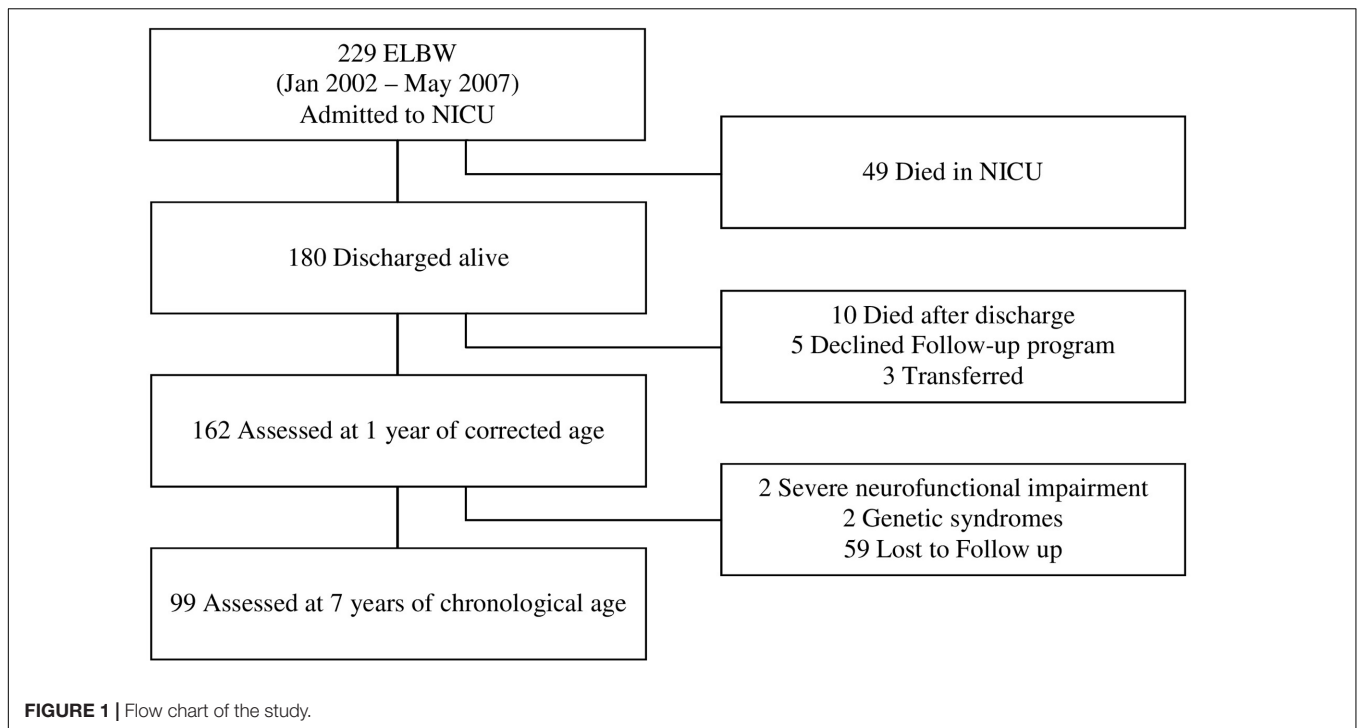 229 ELBW
(Jan 2002 – May 2007)
Admitted to NICU
49 Died in NICU
180 Discharged alive
10 Died after discharge
5 Declined Follow-up program
3 Transferred
162 Assessed at 1 year of corrected age
2 Severe neurofunctional impairment
2 Genetic syndromes
59 Lost to Follow up
99 Assessed at 7 years of chronological age
FIGURE 1 | Flow chart of the study.